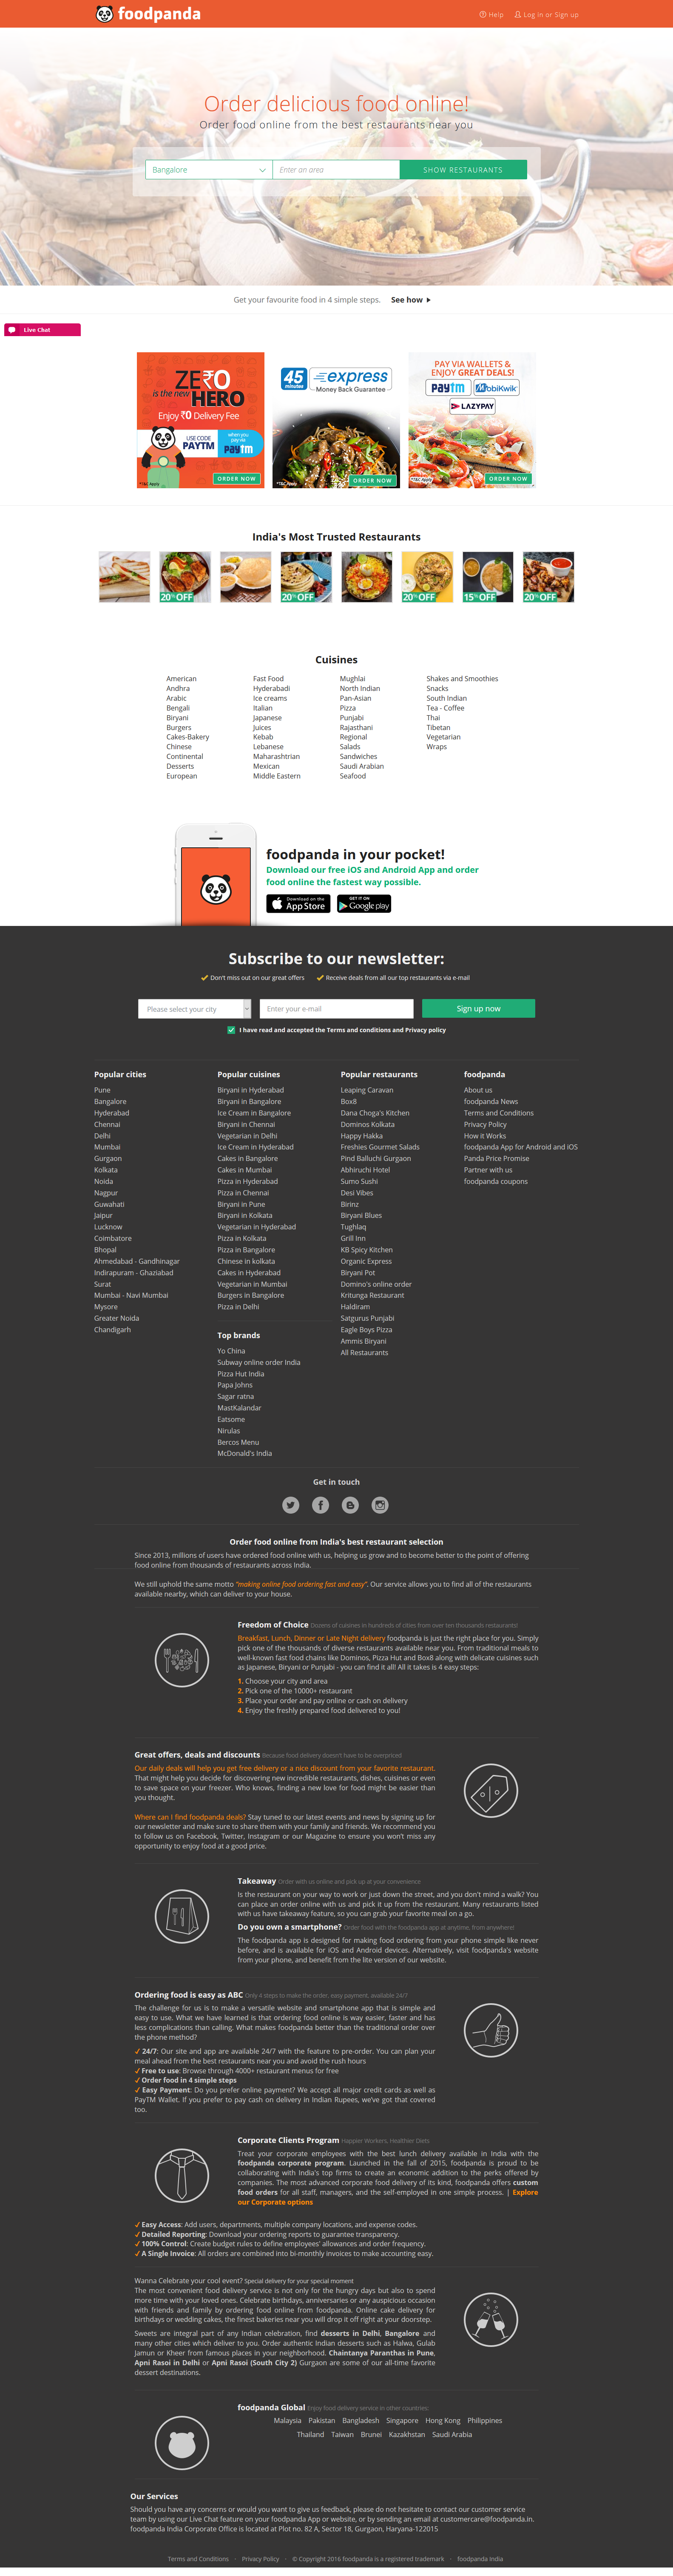 foodpanda
Help
Log in or Sign up
Order delicious food online!
Order food online from the best restaurants near you
Bangalore
Enter an area
SHOW RESTAURANTS
Get your favourite food in 4 simple steps. See how
Live Chat
ZE₹O
is the new HERO
Enjoy ₹0 Delivery Fee
USE CODE
PAYTM
when you
pay via
Paytm
*T&C Apply
ORDER NOW
45 minutes express
Money Back Guarantee
*T&C Apply
ORDER NOW
PAY VIA WALLETS &
ENJOY GREAT DEALS!
Paytm
MobiKwik
LAZYPAY
*T&C Apply
ORDER NOW
India's Most Trusted Restaurants
20% OFF
20% OFF
20% OFF
15% OFF
20% OFF
Cuisines
American
Andhra
Arabic
Bengali
Biryani
Burgers
Cakes-Bakery
Chinese
Continental
Desserts
European
Fast Food
Hyderabadi
Ice creams
Italian
Japanese
Juices
Kebab
Lebanese
Maharashtrian
Mexican
Middle Eastern
Mughlai
North Indian
Pan-Asian
Pizza
Punjabi
Rajasthani
Regional
Salads
Sandwiches
Saudi Arabian
Seafood
Shakes and Smoothies
Snacks
South Indian
Tea - Coffee
Thai
Tibetan
Vegetarian
Wraps
foodpanda in your pocket!
Download our free iOS and Android App and order
food online the fastest way possible.
Download on the
App Store
GET IT ON
Google play
Subscribe to our newsletter:
Don't miss out on our great offers
Receive deals from all our top restaurants via e-mail
Please select your city
Enter your e-mail
Sign up now
I have read and accepted the Terms and conditions and Privacy policy
Popular cities
Pune
Bangalore
Hyderabad
Chennai
Delhi
Mumbai
Gurgaon
Kolkata
Noida
Nagpur
Guwahati
Jaipur
Lucknow
Coimbatore
Bhopal
Ahmedabad - Gandhinagar
Indirapuram - Ghaziabad
Surat
Mumbai - Navi Mumbai
Mysore
Greater Noida
Chandigarh
Popular cuisines
Biryani in Hyderabad
Biryani in Bangalore
Ice Cream in Bangalore
Biryani in Chennai
Vegetarian in Delhi
Ice Cream in Hyderabad
Cakes in Bangalore
Cakes in Mumbai
Pizza in Hyderabad
Pizza in Chennai
Biryani in Pune
Biryani in Kolkata
Vegetarian in Hyderabad
Pizza in Kolkata
Pizza in Bangalore
Chinese in kolkata
Cakes in Hyderabad
Vegetarian in Mumbai
Burgers in Bangalore
Pizza in Delhi
Top brands
Yo China
Subway online order India
Pizza Hut India
Papa Johns
Sagar ratna
MastKalandar
Eatsome
Nirulas
Bercos Menu
McDonald's India
Popular restaurants
Leaping Caravan
Box8
Dana Choga's Kitchen
Dominos Kolkata
Happy Hakka
Freshies Gourmet Salads
Pind Balluchi Gurgaon
Abhiruchi Hotel
Sumo Sushi
Desi Vibes
Birinz
Biryani Blues
Tughlaq
Grill Inn
KB Spicy Kitchen
Organic Express
Biryani Pot
Domino's online order
Kritunga Restaurant
Haldiram
Satgurus Punjabi
Eagle Boys Pizza
Ammis Biryani
All Restaurants
foodpanda
About us
foodpanda News
Terms and Conditions
Privacy Policy
How it Works
foodpanda App for Android and iOS
Panda Price Promise
Partner with us
foodpanda coupons
Get in touch
Order food online from India's best restaurant selection
Since 2013, millions of users have ordered food online with us, helping us grow and to become better to the point of offering
food online from thousands of restaurants across India.
We still uphold the same motto "making online food ordering fast and easy". Our service allows you to find all of the restaurants
available nearby, which can deliver to your house.
Freedom of Choice Dozens of cuisines in hundreds of cities from over ten thousands restaurants!
Breakfast, Lunch, Dinner or Late Night delivery foodpanda is just the right place for you. Simply
pick one of the thousands of diverse restaurants available near you. From traditional meals to
well-known fast food chains like Dominos, Pizza Hut and Box8 along with delicate cuisines such
as Japanese, Biryani or Punjabi - you can find it all! All it takes is 4 easy steps:
1. Choose your city and area
2. Pick one of the 10000+ restaurant
3. Place your order and pay online or cash on delivery
4. Enjoy the freshly prepared food delivered to you!
Great offers, deals and discounts Because food delivery doesn't have to be overpriced!
Our daily deals will help you get free delivery or a nice discount from your favorite restaurant.
That might help you decide for discovering new incredible restaurants, dishes, cuisines or even
to save space on your freezer. Who knows, finding a new love for food might be easier than
you thought.
Where can I find foodpanda deals? Stay tuned to our latest events and news by signing up for
our newsletter and make sure to share them with your family and friends. We recommend you
to follow us on Facebook, Twitter, Instagram or our Magazine to ensure you won't miss any
opportunity to enjoy food at a good price.
Takeaway Order with us online and pick up at your convenience
Is the restaurant on your way to work or just down the street, and you don't mind a walk? You
can place an online order with us and pick it up from the restaurant. Many restaurants listed
with us have takeaway feature, so you can grab your favorite meal on a go.
Do you own a smartphone? Order food with the foodpanda app at anytime, from anywhere!
The foodpanda app is designed for making food ordering from your phone simple like never
before, and is available for iOS and Android devices. Alternatively, visit foodpanda's website
from your phone, and benefit from the lite version of our website.
Ordering food is easy as ABC Only 4 steps to make the order, easy payment, available 24/7
The challenge for us is to make a versatile website and smartphone app that is simple and
easy to use. What we have learned is that ordering food online is way easier, faster and has
less complications than calling. What makes foodpanda better than the traditional order over
the phone method?
✓ 24/7: Our site and app are available 24/7 with the feature to pre-order. You can plan your
meal ahead from the best restaurants near you and avoid the rush hours
✓ Free to use: Browse through 4000+ restaurant menus for free
✓ Order food in 4 simple steps
✓ Easy Payment: Do you prefer online payment? We accept all major credit cards as well as
PayTM Wallet. If you prefer to pay cash on delivery in Indian Rupees, we've got that covered
too.
Corporate Clients Program Happier Workers, Healthier Diets
Treat your corporate employees with the best lunch delivery available in India with the
foodpanda corporate program. Launched in the fall of 2015, foodpanda is proud to be
collaborating with India's top firms to create an economic addition to the perks offered by
companies. The most advanced corporate food delivery of its kind, foodpanda offers custom
food orders for all staff, managers, and the self-employed in one simple process. | Explore
our Corporate options
✓ Easy Access: Add users, departments, multiple company locations, and expense codes.
✓ Detailed Reporting: Download your ordering reports to guarantee transparency.
✓ 100% Control: Create budget rules to define employees' allowances and order frequency.
✓ A Single Invoice: All orders are combined into bi-monthly invoices to make accounting easy.
Wanna Celebrate your cool event? Special delivery for your special moment
The most convenient food delivery service is not only for the hungry days but also to spend
more time with your loved ones. Celebrate birthdays, anniversaries or any auspicious occasion
with friends and family by ordering food online from foodpanda. Online cake delivery for
birthdays or wedding cakes, the finest bakeries near you will drop it off right at your doorstep.
Sweets are integral part of any Indian celebration, find desserts in Delhi, Bangalore and
many other cities which deliver to you. Order authentic Indian desserts such as Halwa, Gulab
Jamun or Kheer from famous places in your neighborhood. Chaintanya Paranthas in Pune,
Apni Rasoi in Delhi or Apni Rasoi (South City 2) Gurgaon are some of our all-time favorite
dessert destinations.
foodpanda Global Enjoy food delivery service in other countries:
Malaysia Pakistan Bangladesh Singapore Hong Kong Philippines
Thailand Taiwan Brunei Kazakhstan Saudi Arabia
Our Services
Should you have any concerns or would you want to give us feedback, please do not hesitate to contact our customer service
team by using our Live Chat feature on your foodpanda App or website, or by sending an email at customercare@foodpanda.in.
foodpanda India Corporate Office is located at Plot no. 82 A, Sector 18, Gurgaon, Haryana-122015
Terms and Conditions · Privacy Policy · © Copyright 2016 foodpanda is a registered trademark · foodpanda India